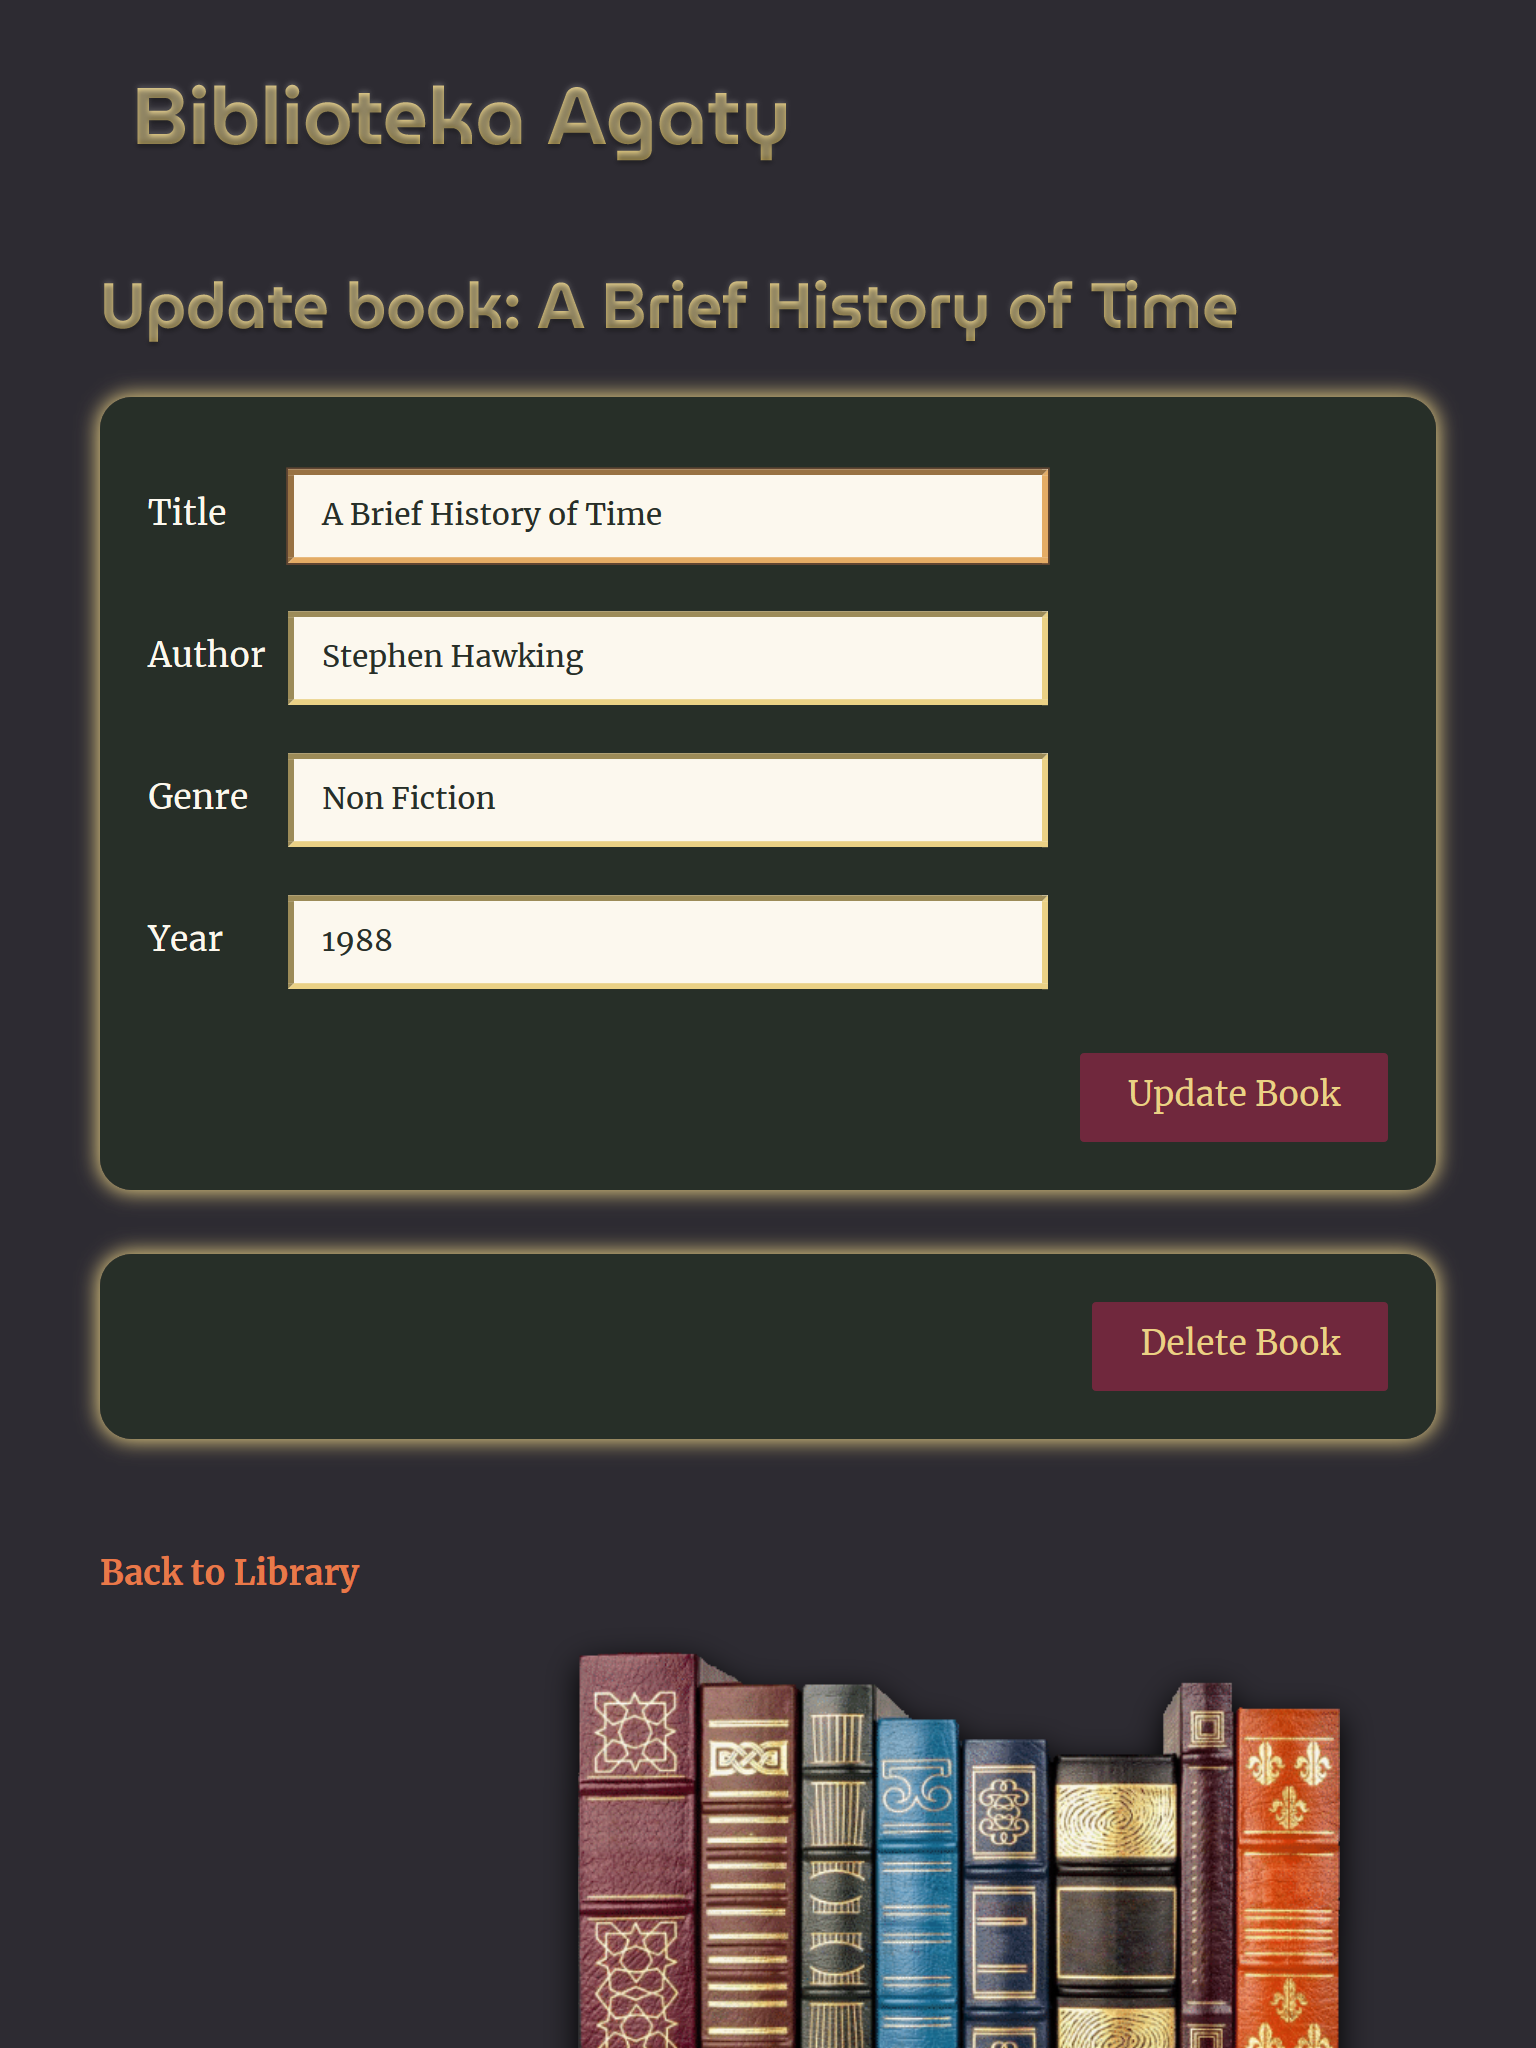 Biblioteka Agaty
Update book: A Brief History of Time
Title
A Brief History of Time
Author
Stephen Hawking
Genre
Non Fiction
Year
1988
Update Book
Delete Book
Back to Library